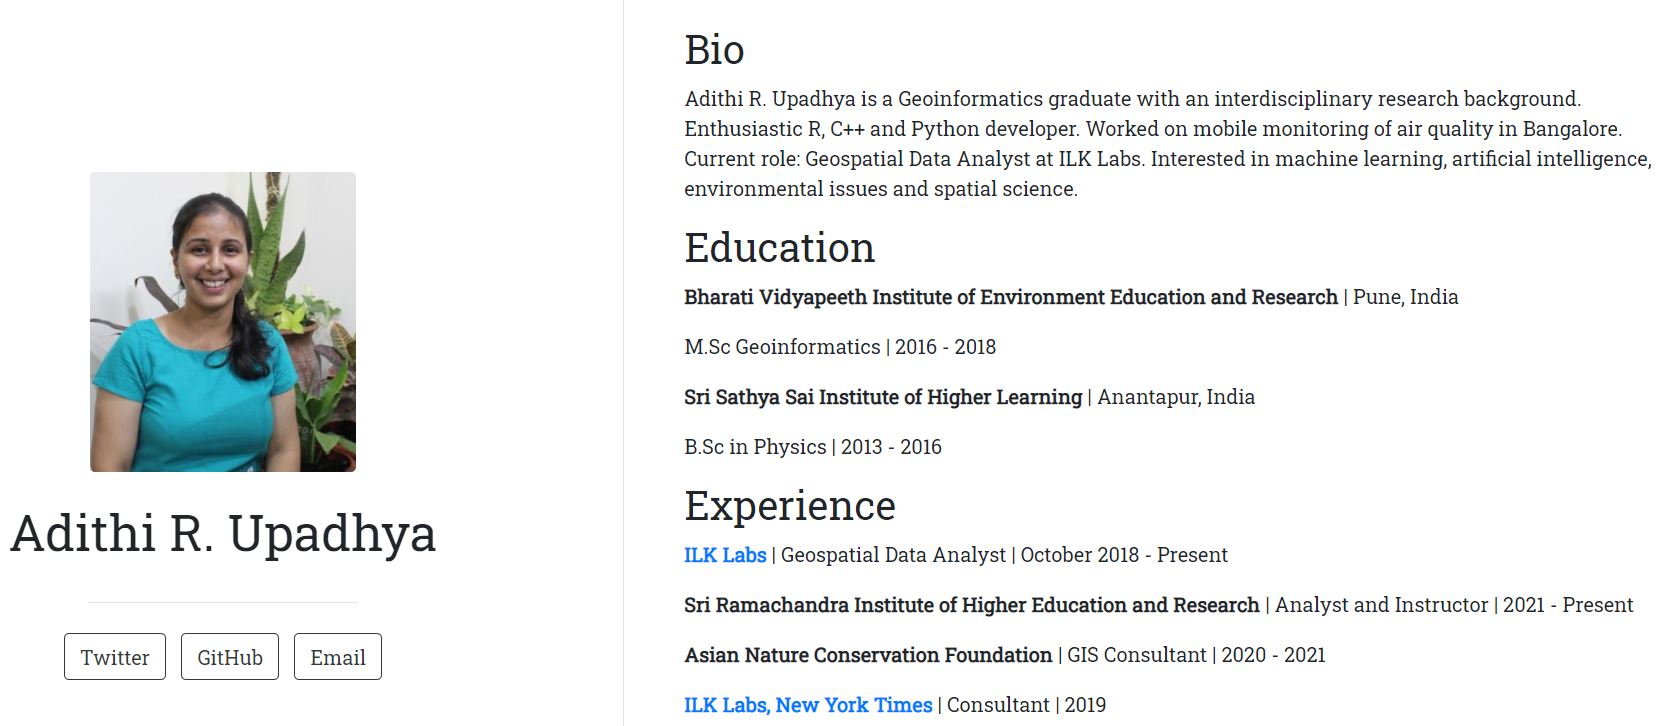 Adithi R. Upadhya
Twitter
GitHub
Email
Bio
Adithi R. Upadhya is a Geoinformatics graduate with an interdisciplinary research background.
Enthusiastic R, C++ and Python developer. Worked on mobile monitoring of air quality in Bangalore.
Current role: Geospatial Data Analyst at ILK Labs. Interested in machine learning, artificial intelligence,
environmental issues and spatial science.
Education
Bharati Vidyapeeth Institute of Environment Education and Research | Pune, India
M.Sc Geoinformatics | 2016 - 2018
Sri Sathya Sai Institute of Higher Learning | Anantapur, India
B.Sc in Physics | 2013 - 2016
Experience
ILK Labs | Geospatial Data Analyst | October 2018 - Present
Sri Ramachandra Institute of Higher Education and Research | Analyst and Instructor | 2021 - Present
Asian Nature Conservation Foundation | GIS Consultant | 2020 - 2021
ILK Labs, New York Times | Consultant | 2019